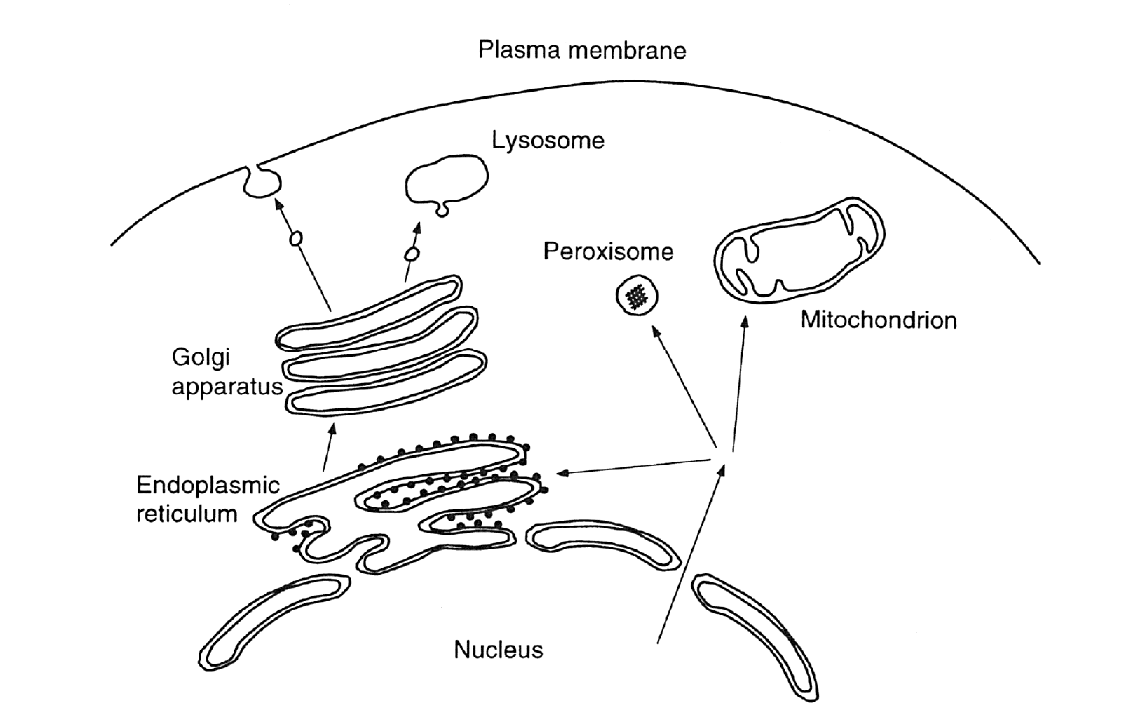 Plasma membrane
Lysosome
Peroxisome
Mitochondrion
Golgi
apparatus
Endoplasmic
reticulum
Nucleus